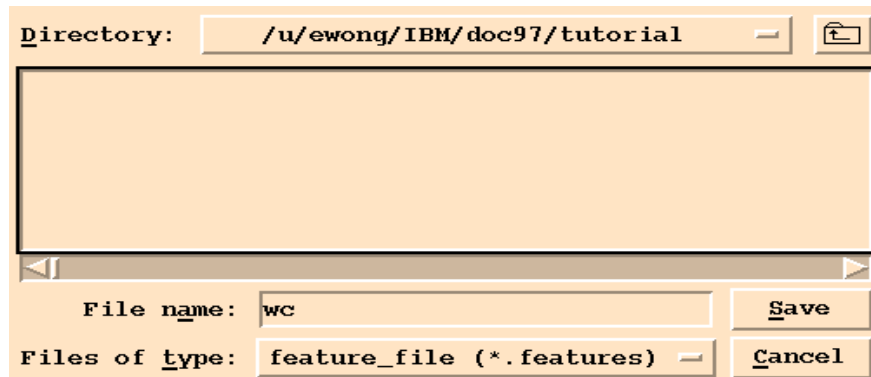 Directory: /u/ewong/IBM/doc97/tutorial
File name: wc Save
Files of type: feature_file (*.features) Cancel